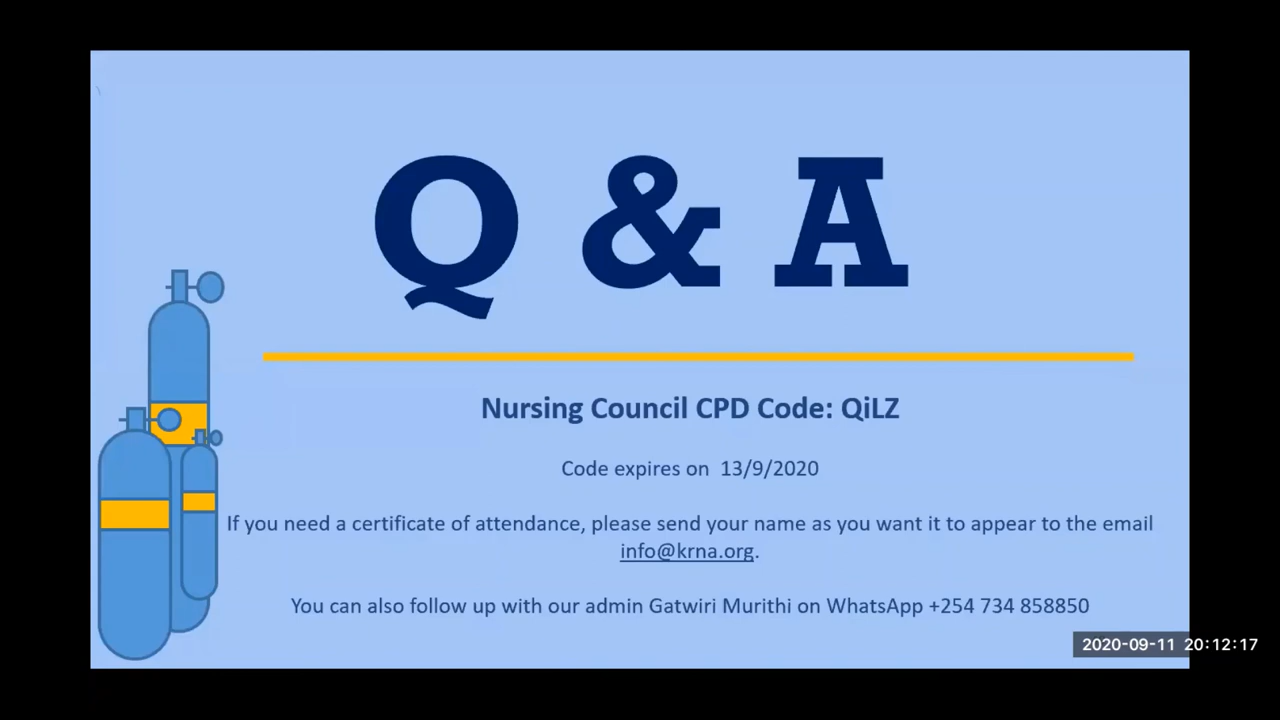 Q & A
Nursing Council CPD Code: QiLZ
Code expires on 13/9/2020
If you need a certificate of attendance, please send your name as you want it to appear to the email
info@krna.org.
You can also follow up with our admin Gatwiri Murithi on WhatsApp +254 734 858850
2020-09-11 20:12:17